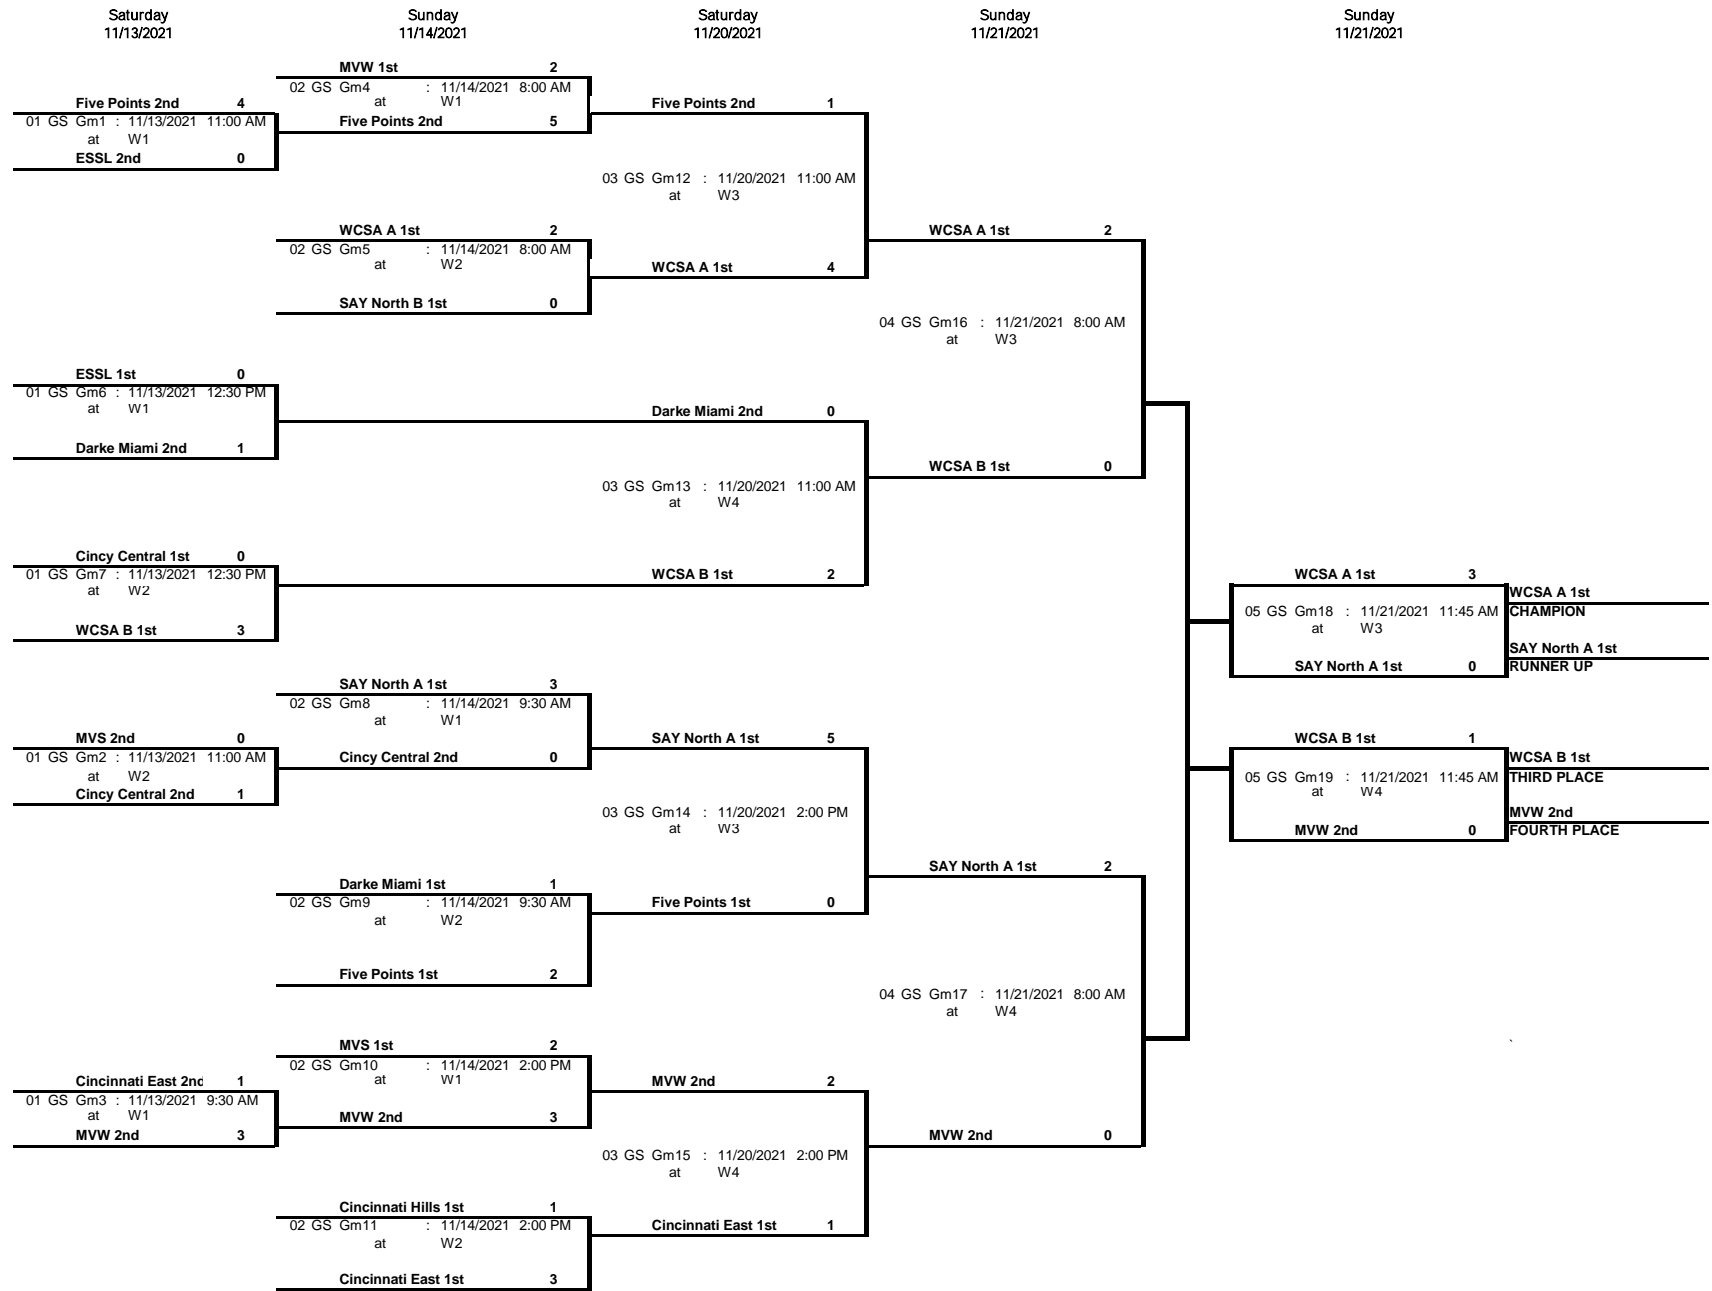 Saturday
11/13/2021
Sunday
11/14/2021
Saturday
11/20/2021
Sunday
11/21/2021
Sunday
11/21/2021
Five Points 2nd 4
01 GS Gm1 : 11/13/2021 11:00 AM
at W1
ESSL 2nd 0
ESSL 1st 0
01 GS Gm6 : 11/13/2021 12:30 PM
at W1
Darke Miami 2nd 1
Cincy Central 1st 0
01 GS Gm7 : 11/13/2021 12:30 PM
at W2
WCSA B 1st 3
MVS 2nd 0
01 GS Gm2 : 11/13/2021 11:00 AM
at W2
Cincy Central 2nd 1
Cincinnati East 2nd 1
01 GS Gm3 : 11/13/2021 9:30 AM
at W1
MVW 2nd 3
MVW 1st 2
02 GS Gm4 : 11/14/2021 8:00 AM
at W1
Five Points 2nd 5
WCSA A 1st 2
02 GS Gm5 : 11/14/2021 8:00 AM
at W2
SAY North B 1st 0
SAY North A 1st 3
02 GS Gm8 : 11/14/2021 9:30 AM
at W1
Cincy Central 2nd 0
Darke Miami 1st 1
02 GS Gm9 : 11/14/2021 9:30 AM
at W2
Five Points 1st 2
MVS 1st 2
02 GS Gm10 : 11/14/2021 2:00 PM
at W1
MVW 2nd 3
Cincinnati Hills 1st 1
02 GS Gm11 : 11/14/2021 2:00 PM
at W2
Cincinnati East 1st 3
Five Points 2nd 1
03 GS Gm12 : 11/20/2021 11:00 AM
at W3
WCSA A 1st 4
Darke Miami 2nd 0
03 GS Gm13 : 11/20/2021 11:00 AM
at W4
WCSA B 1st 2
SAY North A 1st 5
03 GS Gm14 : 11/20/2021 2:00 PM
at W3
Five Points 1st 0
MVW 2nd 2
03 GS Gm15 : 11/20/2021 2:00 PM
at W4
Cincinnati East 1st 1
WCSA A 1st 2
04 GS Gm16 : 11/21/2021 8:00 AM
at W3
WCSA B 1st 0
SAY North A 1st 2
04 GS Gm17 : 11/21/2021 8:00 AM
at W4
MVW 2nd 0
WCSA A 1st 3
05 GS Gm18 : 11/21/2021 11:45 AM
at W3
SAY North A 1st 0
WCSA B 1st 1
05 GS Gm19 : 11/21/2021 11:45 AM
at W4
MVW 2nd 0
WCSA A 1st
CHAMPION
SAY North A 1st
RUNNER UP
WCSA B 1st
THIRD PLACE
MVW 2nd
FOURTH PLACE